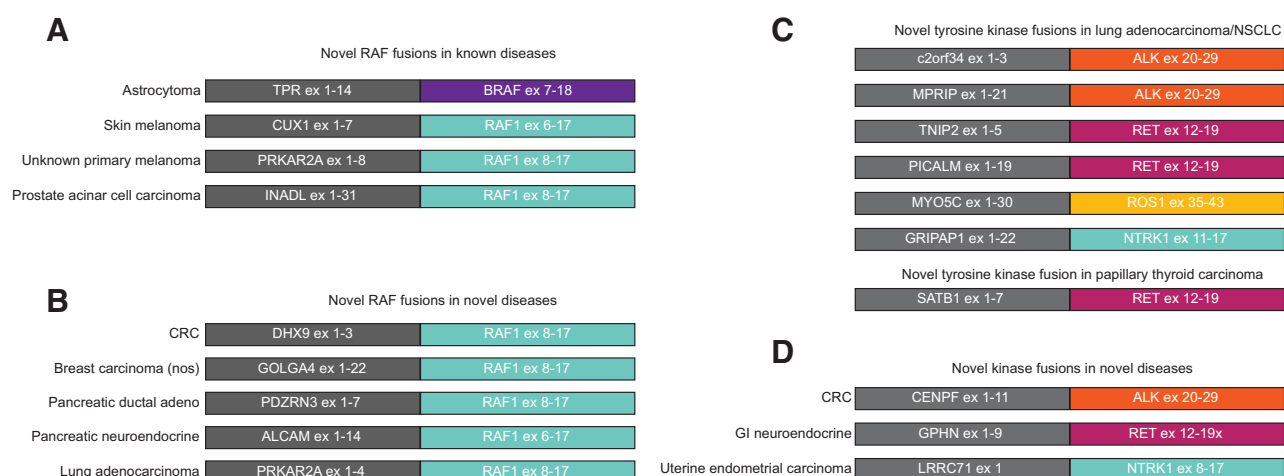 A
Novel RAF fusions in known diseases
Astrocytoma TPR ex 1-14 BRAF ex 7-18
Skin melanoma CUX1 ex 1-7 RAF1 ex 6-17
Unknown primary melanoma PRKAR2A ex 1-8 RAF1 ex 8-17
Prostate acinar cell carcinoma INADL ex 1-31 RAF1 ex 8-17
B
Novel RAF fusions in novel diseases
CRC DHX9 ex 1-3 RAF1 ex 8-17
Breast carcinoma (nos) GOLGA4 ex 1-22 RAF1 ex 8-17
Pancreatic ductal adeno PDZRN3 ex 1-7 RAF1 ex 8-17
Pancreatic neuroendocrine ALCAM ex 1-14 RAF1 ex 6-17
Lung adenocarcinoma PRKAR2A ex 1-4 RAF1 ex 8-17
C
Novel tyrosine kinase fusions in lung adenocarcinoma/NSCLC
c2orf34 ex 1-3 ALK ex 20-29
MPRIP ex 1-21 ALK ex 20-29
TNIP2 ex 1-5 RET ex 12-19
PICALM ex 1-19 RET ex 12-19
MYO5C ex 1-30 ROS1 ex 35-43
GRIPAP1 ex 1-22 NTRK1 ex 11-17
Novel tyrosine kinase fusion in papillary thyroid carcinoma
SATB1 ex 1-7 RET ex 12-19
D
Novel kinase fusions in novel diseases
CRC CENPF ex 1-11 ALK ex 20-29
GI neuroendocrine GPHN ex 1-9 RET ex 12-19x
Uterine endometrial carcinoma LRRC71 ex 1 NTRK1 ex 8-17